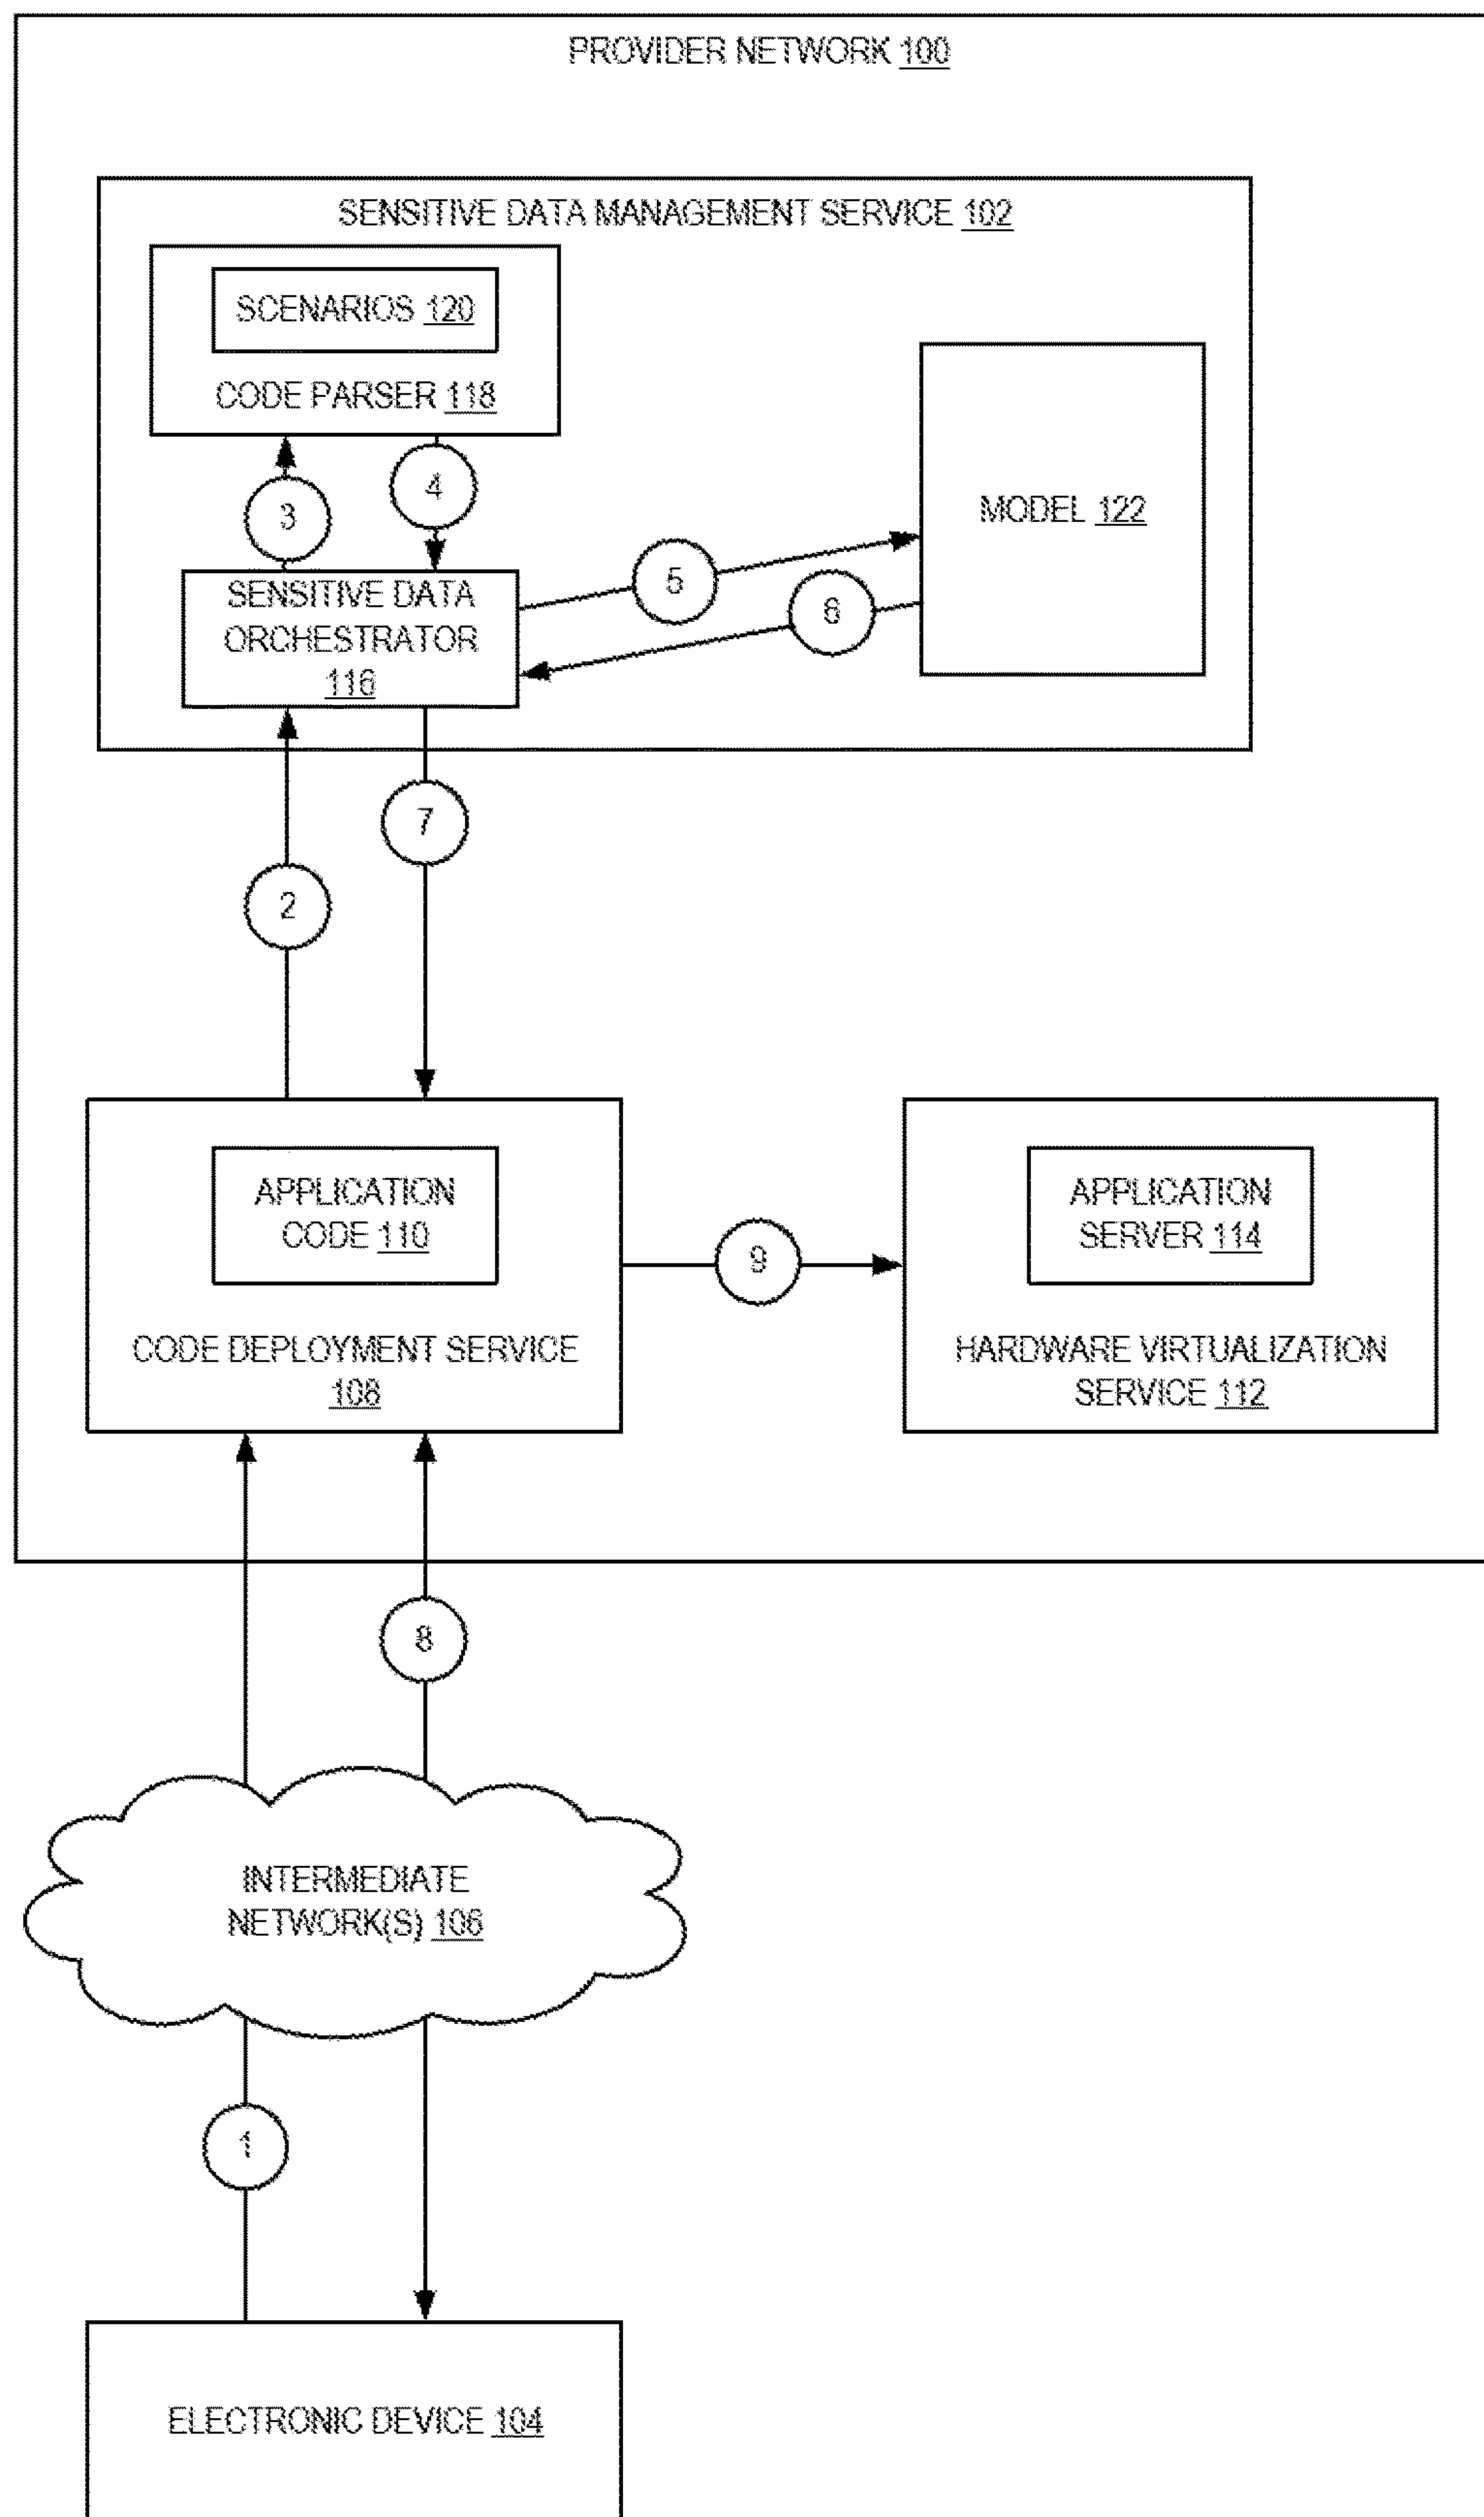 PROVIDER NETWORK 100
SENSITIVE DATA MANAGEMENT SERVICE 102
SCENARIOS 120
CODE PARSER 118
3
4
5
6
MODEL 122
SENSITIVE DATA
ORCHESTRATOR
116
7
2
APPLICATION
CODE 110
CODE DEPLOYMENT SERVICE
108
9
APPLICATION
SERVER 114
HARDWARE VIRTUALIZATION
SERVICE 112
8
INTERMEDIATE
NETWORK(S) 106
1
ELECTRONIC DEVICE 104